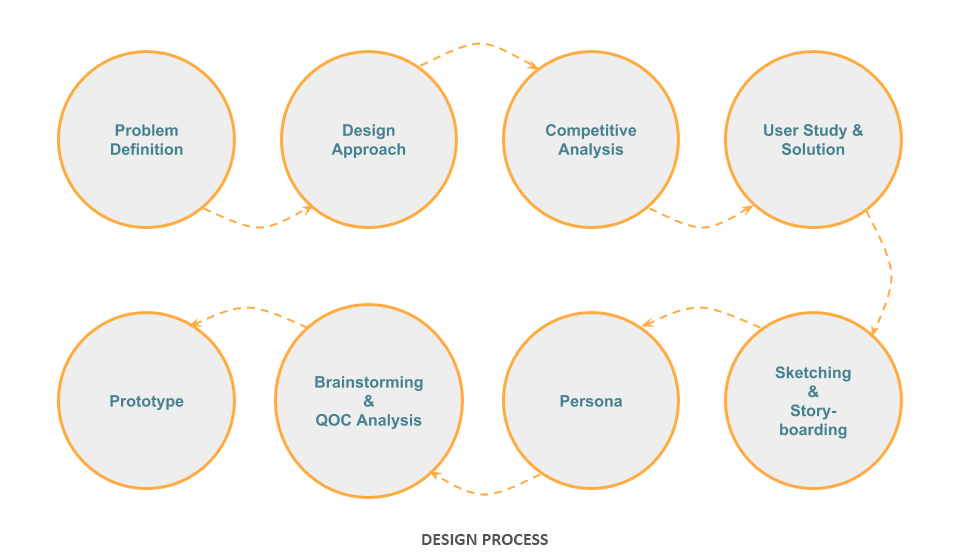 Problem
Definition
Design
Approach
Competitive
Analysis
User Study &
Solution
Sketching
&
Story-
boarding
Persona
Brainstorming
&
QOC Analysis
Prototype
DESIGN PROCESS